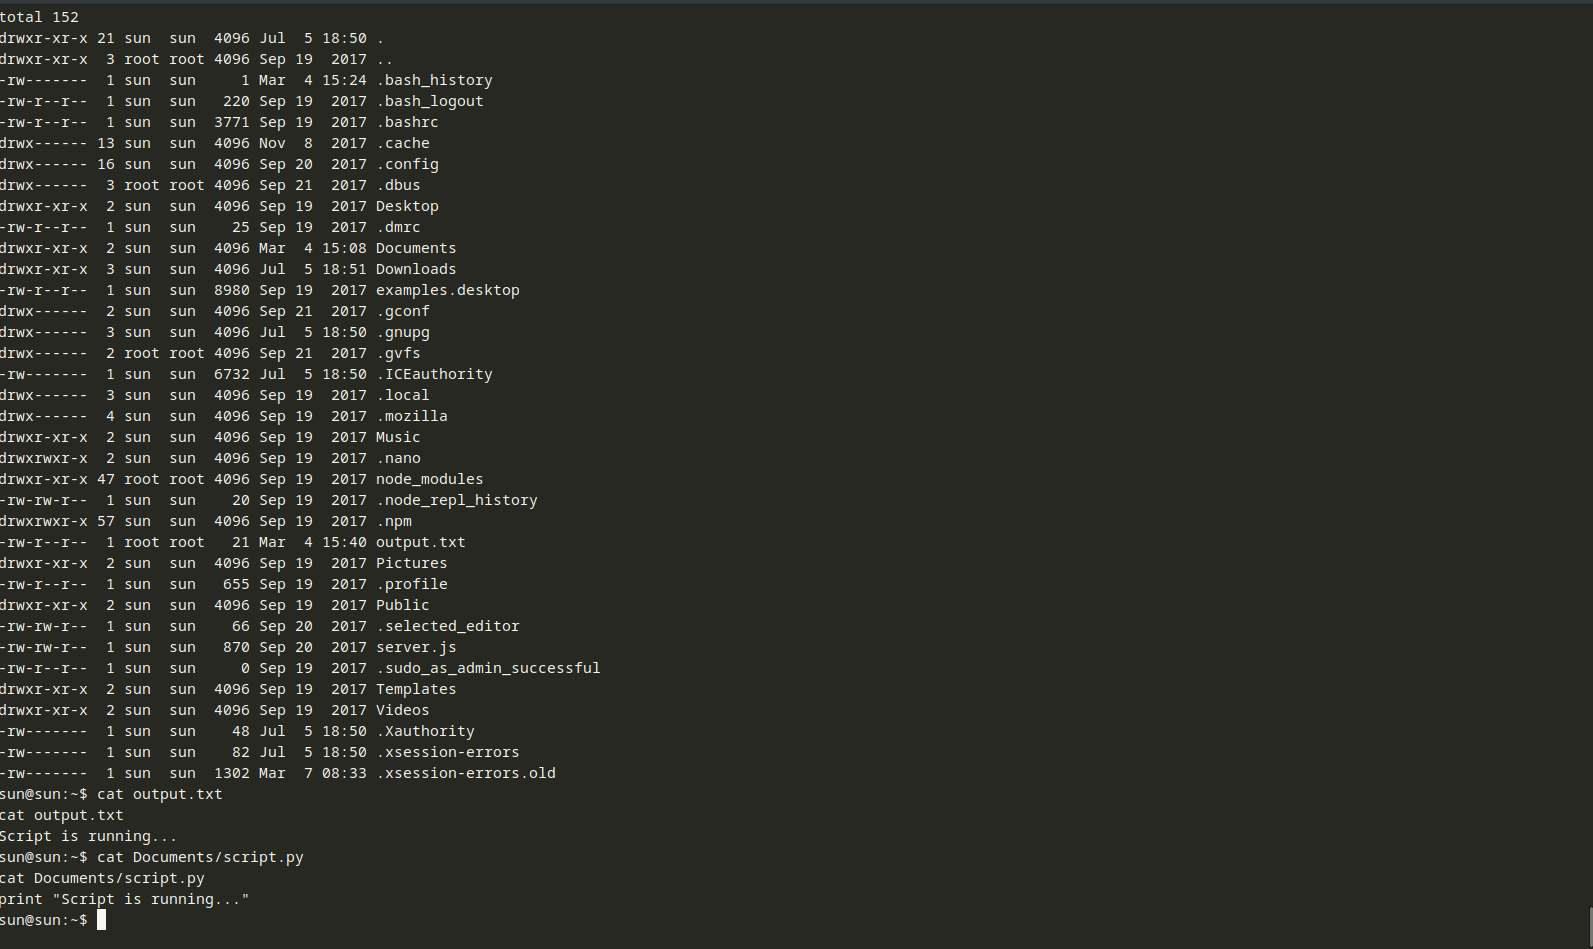 total 152
drwxr-xr-x 21 sun  sun  4096 Jul  5 18:50 .
drwxr-xr-x  3 root root 4096 Sep 19  2017 ..
-rw-------  1 sun  sun     1 Mar  4 15:24 .bash_history
-rw-r--r--  1 sun  sun   220 Sep 19  2017 .bash_logout
-rw-r--r--  1 sun  sun  3771 Sep 19  2017 .bashrc
drwx------ 13 sun  sun  4096 Nov  8  2017 .cache
drwx------ 16 sun  sun  4096 Sep 20  2017 .config
drwx------  3 root root 4096 Sep 21  2017 .dbus
drwxr-xr-x  2 sun  sun  4096 Sep 19  2017 Desktop
-rw-r--r--  1 sun  sun    25 Sep 19  2017 .dmrc
drwxr-xr-x  2 sun  sun  4096 Mar  4 15:08 Documents
drwxr-xr-x  3 sun  sun  4096 Jul  5 18:51 Downloads
-rw-r--r--  1 sun  sun  8980 Sep 19  2017 examples.desktop
drwx------  2 sun  sun  4096 Sep 21  2017 .gconf
drwx------  3 sun  sun  4096 Jul  5 18:50 .gnupg
drwx------  2 root root 4096 Sep 21  2017 .gvfs
-rw-------  1 sun  sun  6732 Jul  5 18:50 .ICEauthority
drwx------  3 sun  sun  4096 Sep 19  2017 .local
drwx------  4 sun  sun  4096 Sep 19  2017 .mozilla
drwxr-xr-x  2 sun  sun  4096 Sep 19  2017 Music
drwxrwxr-x  2 sun  sun  4096 Sep 19  2017 .nano
drwxr-xr-x 47 root root 4096 Sep 19  2017 node_modules
-rw-rw-r--  1 sun  sun    20 Sep 19  2017 .node_repl_history
drwxrwxr-x 57 sun  sun  4096 Sep 19  2017 .npm
-rw-r--r--  1 root root   21 Mar  4 15:40 output.txt
drwxr-xr-x  2 sun  sun  4096 Sep 19  2017 Pictures
-rw-r--r--  1 sun  sun   655 Sep 19  2017 .profile
drwxr-xr-x  2 sun  sun  4096 Sep 19  2017 Public
-rw-rw-r--  1 sun  sun    66 Sep 20  2017 .selected_editor
-rw-rw-r--  1 sun  sun   870 Sep 20  2017 server.js
-rw-r--r--  1 sun  sun     0 Sep 19  2017 .sudo_as_admin_successful
drwxr-xr-x  2 sun  sun  4096 Sep 19  2017 Templates
drwxr-xr-x  2 sun  sun  4096 Sep 19  2017 Videos
-rw-------  1 sun  sun    48 Jul  5 18:50 .Xauthority
-rw-------  1 sun  sun    82 Jul  5 18:50 .xsession-errors
-rw-------  1 sun  sun  1302 Mar  7 08:33 .xsession-errors.old
sun@sun:~$ cat output.txt
cat output.txt
Script is running...
sun@sun:~$ cat Documents/script.py
cat Documents/script.py
print "Script is running..."
sun@sun:~$